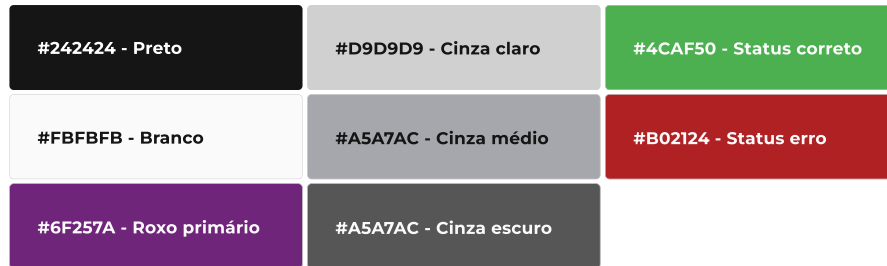 #242424 - Preto
#D9D9D9 - Cinza claro
#4CAF50 - Status correto
#FBFBFB - Branco
#A5A7AC - Cinza médio
#B02124 - Status erro
#6F257A - Roxo primário
#A5A7AC - Cinza escuro